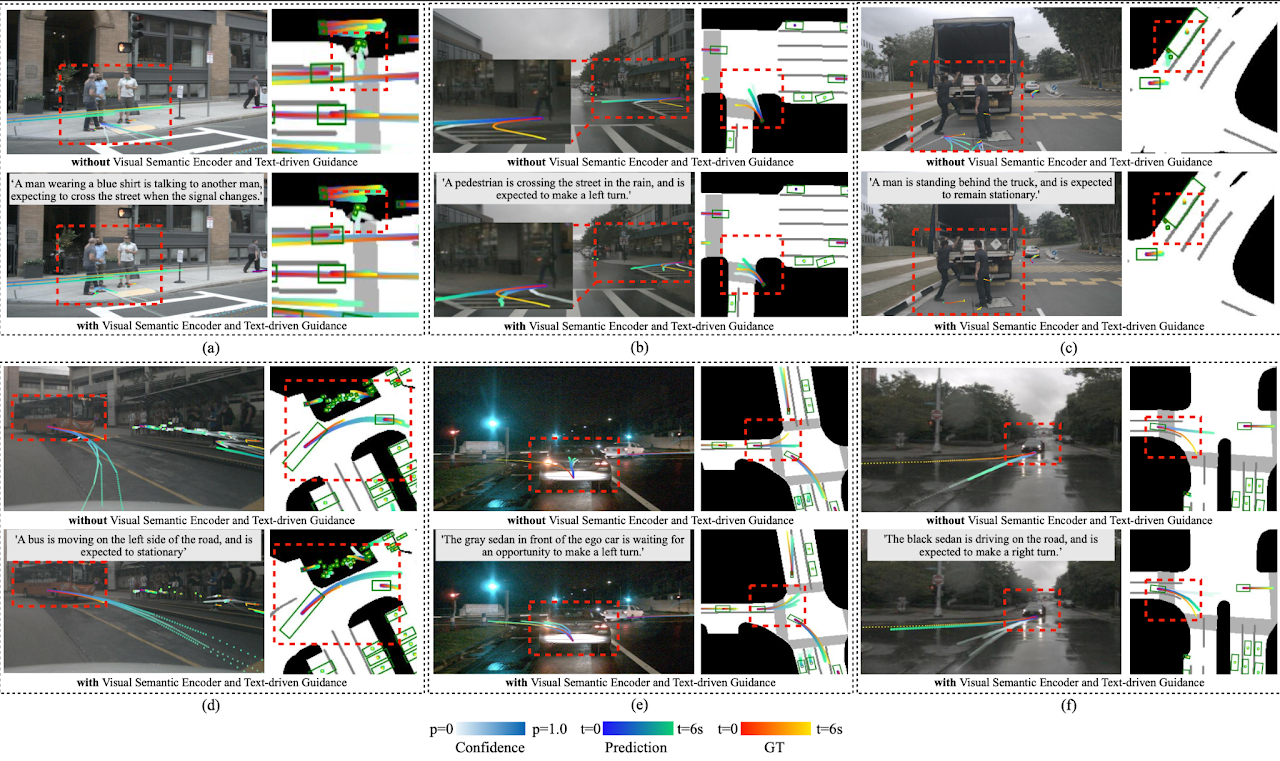 without Visual Semantic Encoder and Text-driven Guidance
without Visual Semantic Encoder and Text-driven Guidance
without Visual Semantic Encoder and Text-driven Guidance
'A man wearing a blue shirt is talking to another man,
expecting to cross the street when the signal changes.'
'A pedestrian is crossing the street in the rain, and is
expected to make a left turn.'
'A man is standing behind the truck, and is expected
to remain stationary.'
with Visual Semantic Encoder and Text-driven Guidance
with Visual Semantic Encoder and Text-driven Guidance
with Visual Semantic Encoder and Text-driven Guidance
(a)
(b)
(c)
without Visual Semantic Encoder and Text-driven Guidance
without Visual Semantic Encoder and Text-driven Guidance
without Visual Semantic Encoder and Text-driven Guidance
'A bus is moving on the left side of the road, and is
expected to stationary'
'The gray sedan in front of the ego car is waiting for
an opportunity to make a left turn.'
'The black sedan is driving on the road, and is
expected to make a right turn.'
with Visual Semantic Encoder and Text-driven Guidance
with Visual Semantic Encoder and Text-driven Guidance
with Visual Semantic Encoder and Text-driven Guidance
(d)
(e)
(f)
p=0 p=1.0 t=0 t=6s t=0 t=6s
Confidence Prediction GT